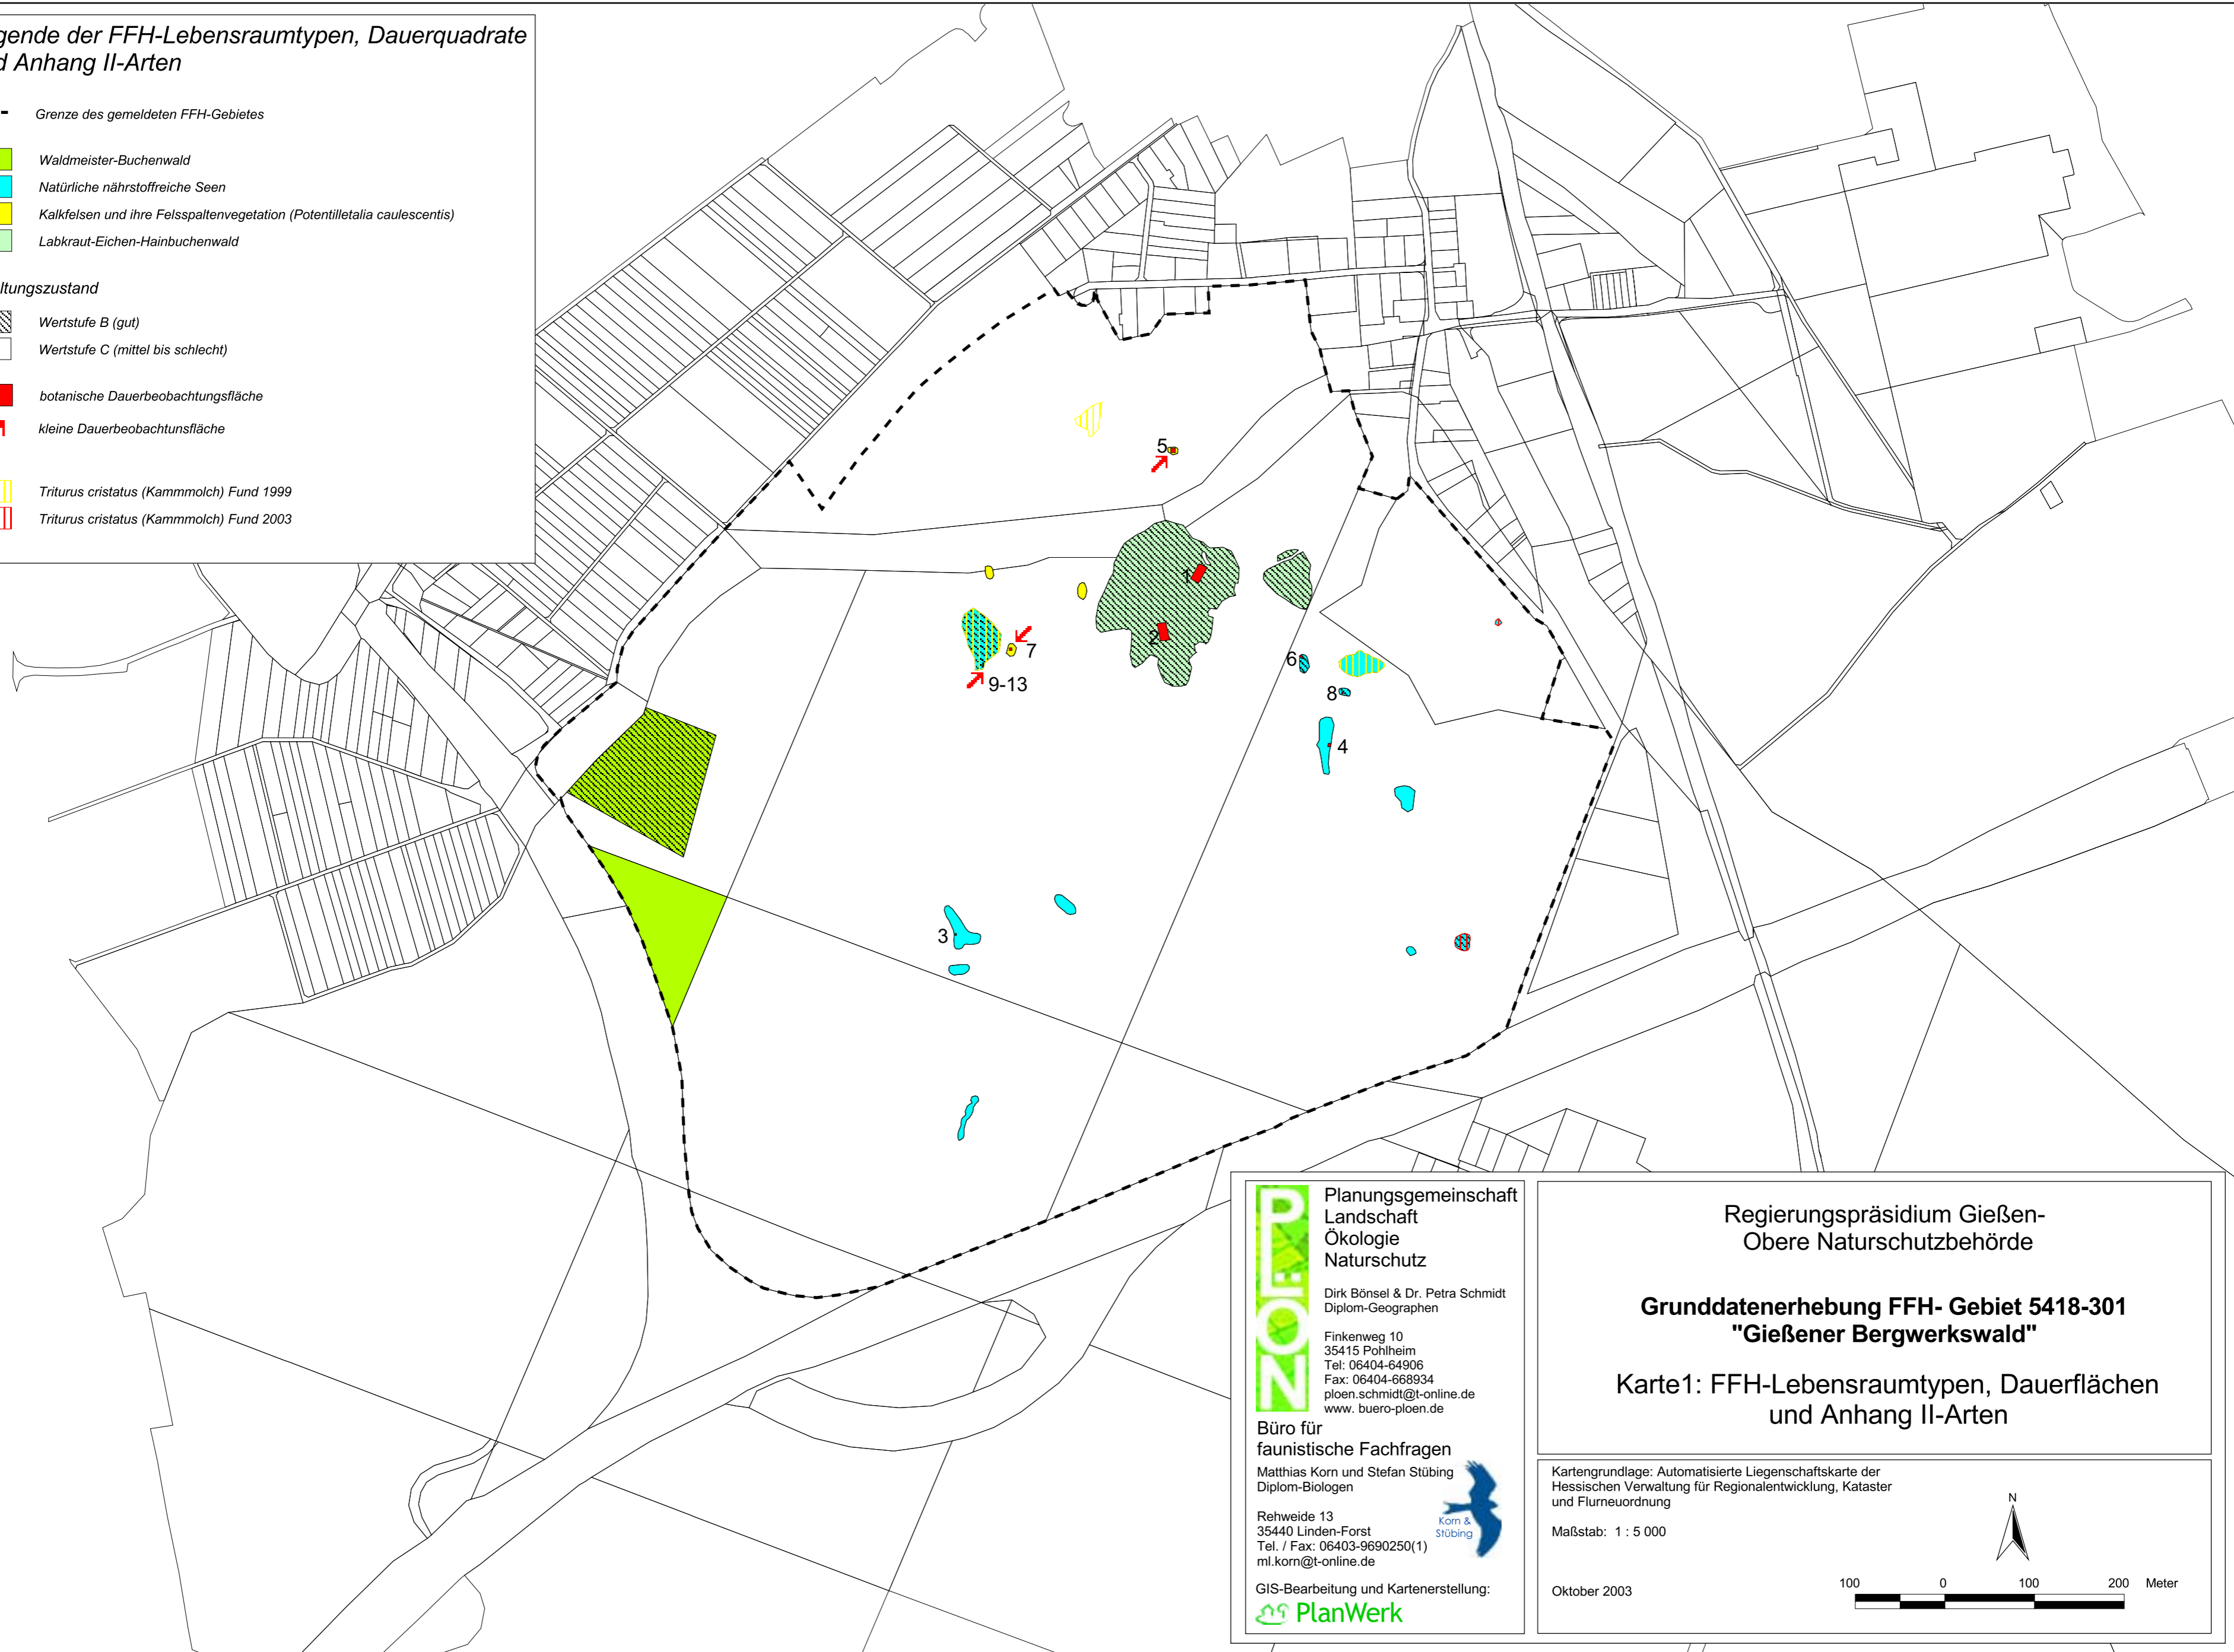 gende der FFH-Lebensraumtypen, Dauerquadrate
d Anhang II-Arten
Grenze des gemeldeten FFH-Gebietes
Waldmeister-Buchenwald
Natürliche nährstoffreiche Seen
Kalkfelsen und ihre Felsspaltenvegetation (Potentilletalia caulescentis)
Labkraut-Eichen-Hainbuchenwald
ltungszustand
Wertstufe B (gut)
Wertstufe C (mittel bis schlecht)
botanische Dauerbeobachtungsfläche
kleine Dauerbeobachtunsfläche
Triturus cristatus (Kammmolch) Fund 1999
Triturus cristatus (Kammmolch) Fund 2003
5
1
2
7
9-13
6
8
4
3
PLÖN
Planungsgemeinschaft
Landschaft
Ökologie
Naturschutz
Dirk Bönsel & Dr. Petra Schmidt
Diplom-Geographen
Finkenweg 10
35415 Pohlheim
Tel: 06404-64906
Fax: 06404-668934
ploen.schmidt@t-online.de
www. buero-ploen.de
Büro für
faunistische Fachfragen
Matthias Korn und Stefan Stübing
Diplom-Biologen
Rehweide 13
35440 Linden-Forst
Tel. / Fax: 06403-9690250(1)
ml.korn@t-online.de
Korn &
Stübing
GIS-Bearbeitung und Kartenerstellung:
PlanWerk
Regierungspräsidium Gießen-
Obere Naturschutzbehörde
Grunddatenerhebung FFH- Gebiet 5418-301
"Gießener Bergwerkswald"
Karte1: FFH-Lebensraumtypen, Dauerflächen
und Anhang II-Arten
Kartengrundlage: Automatisierte Liegenschaftskarte der
Hessischen Verwaltung für Regionalentwicklung, Kataster
und Flurneuordnung
Maßstab: 1 : 5 000
N
Oktober 2003
100 0 100 200 Meter